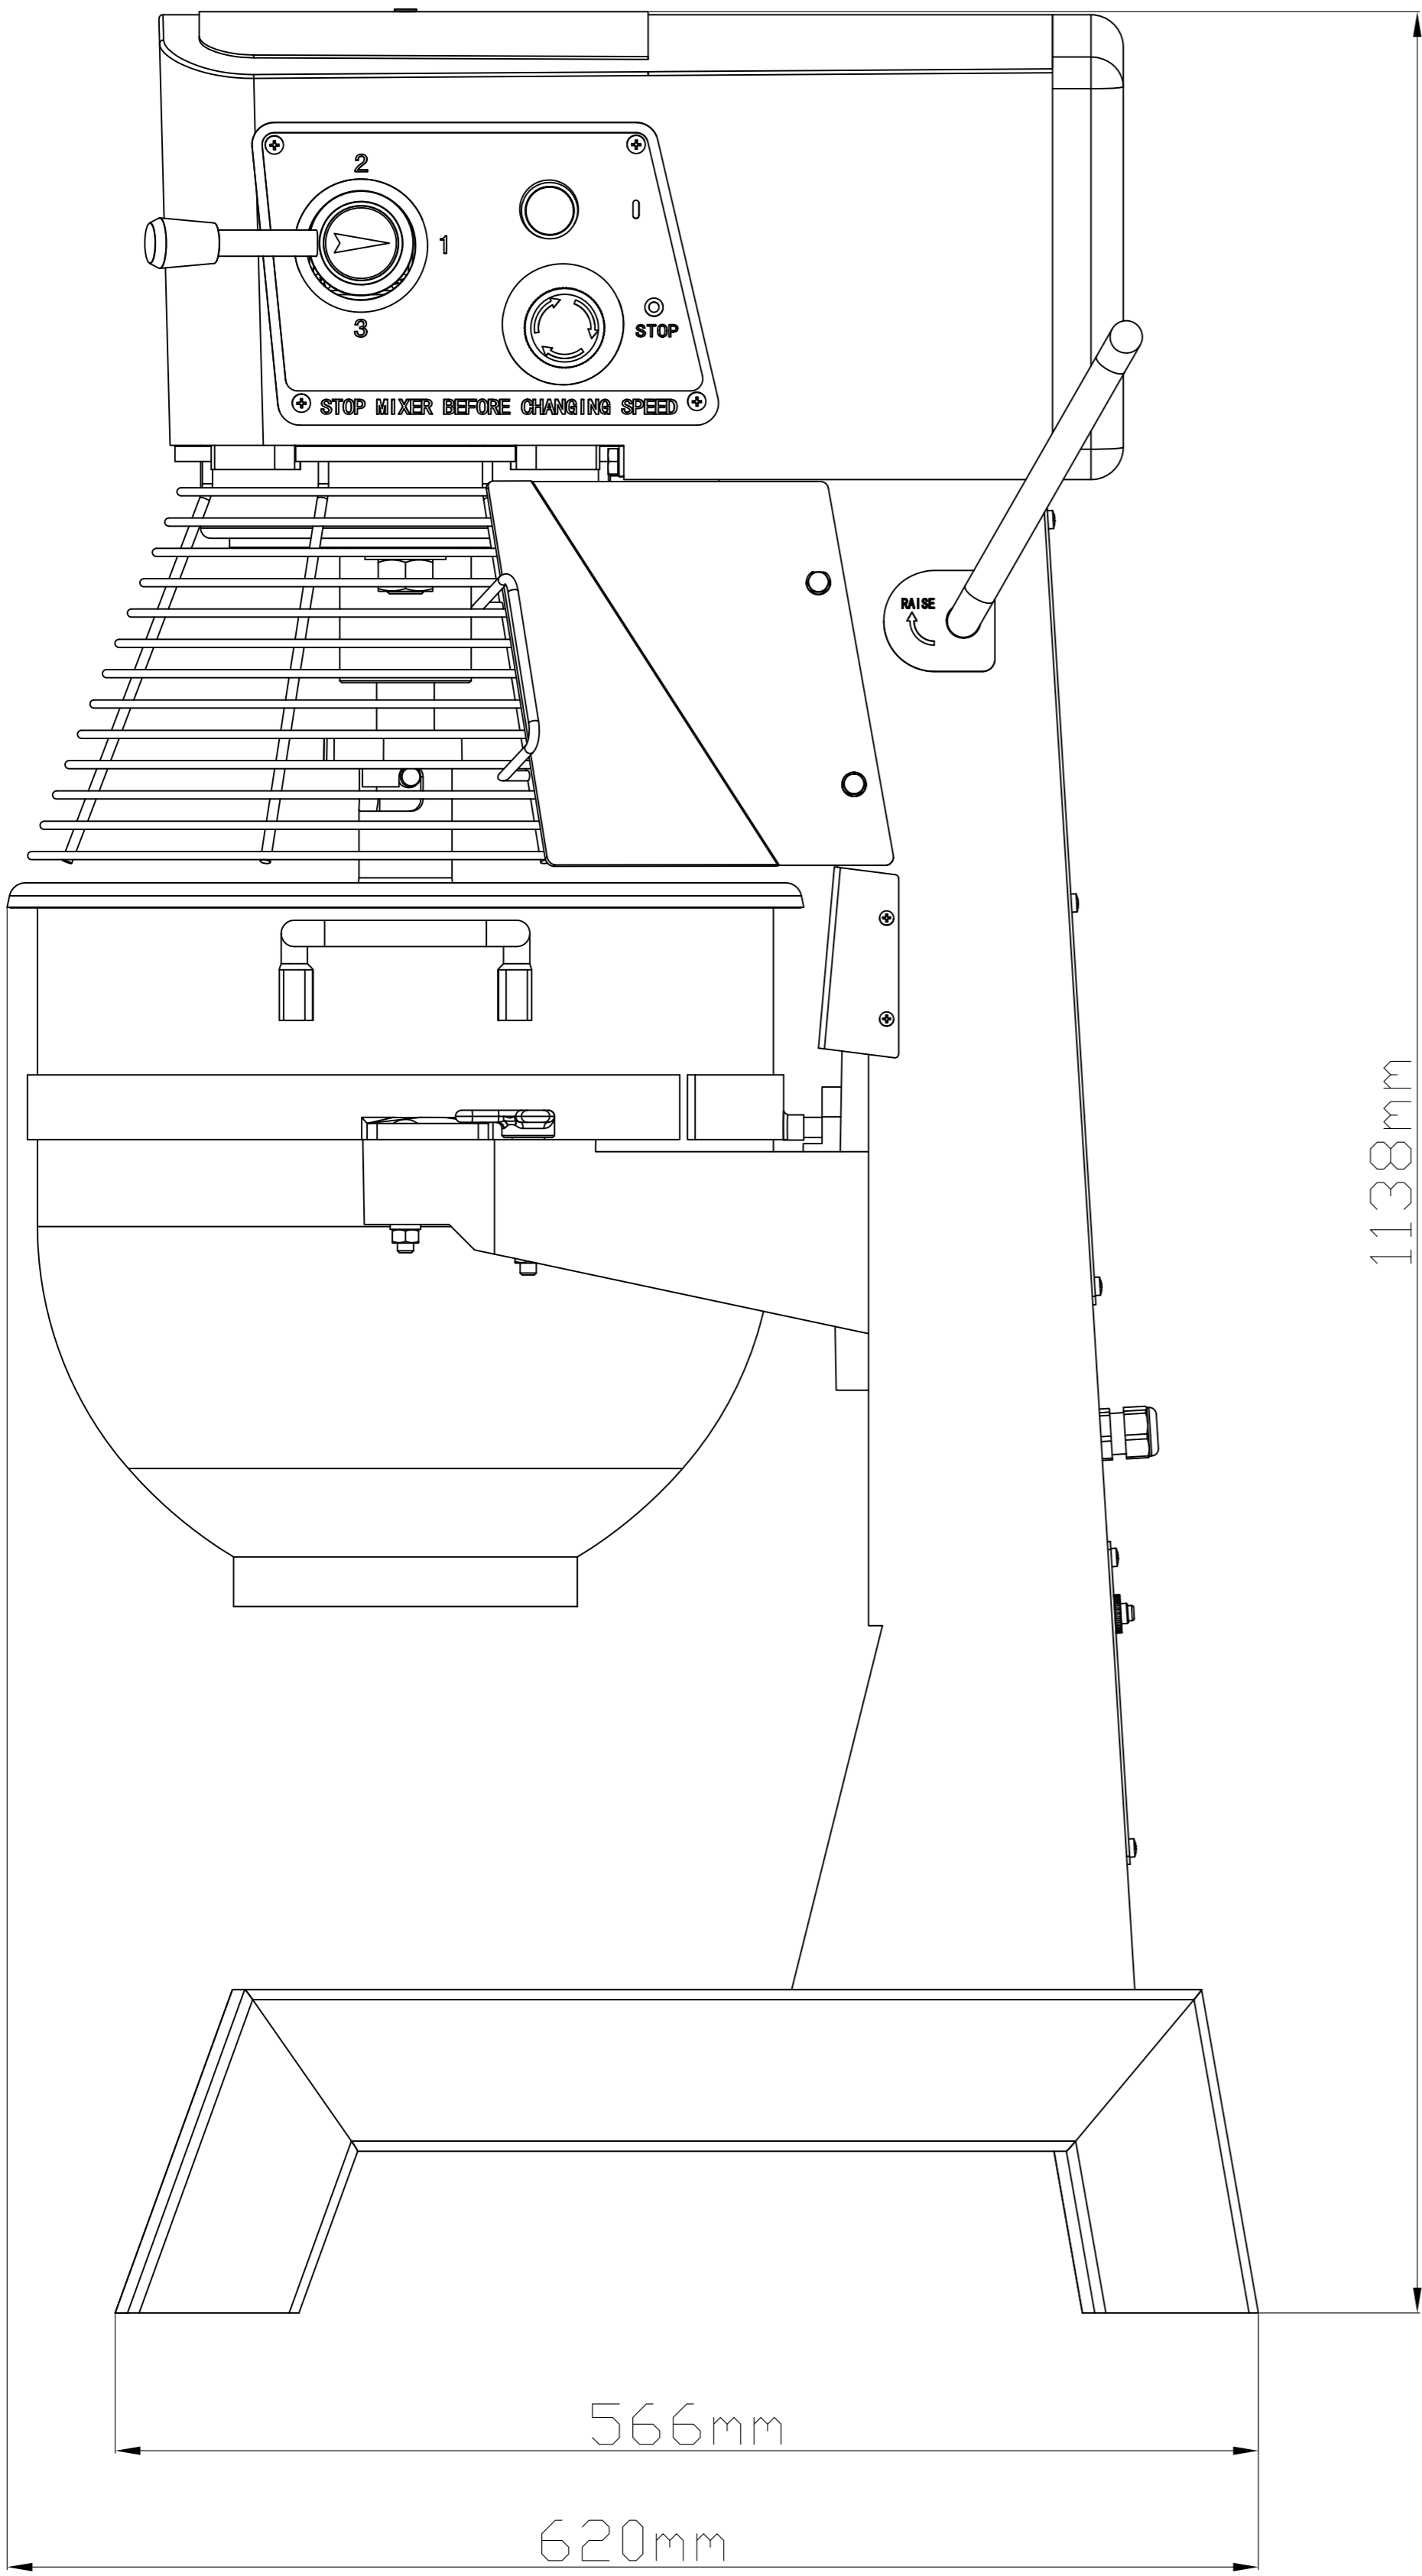 2
1
3
0
STOP
STOP MIXER BEFORE CHANGING SPEED
RAISE
1138mm
566mm
620mm